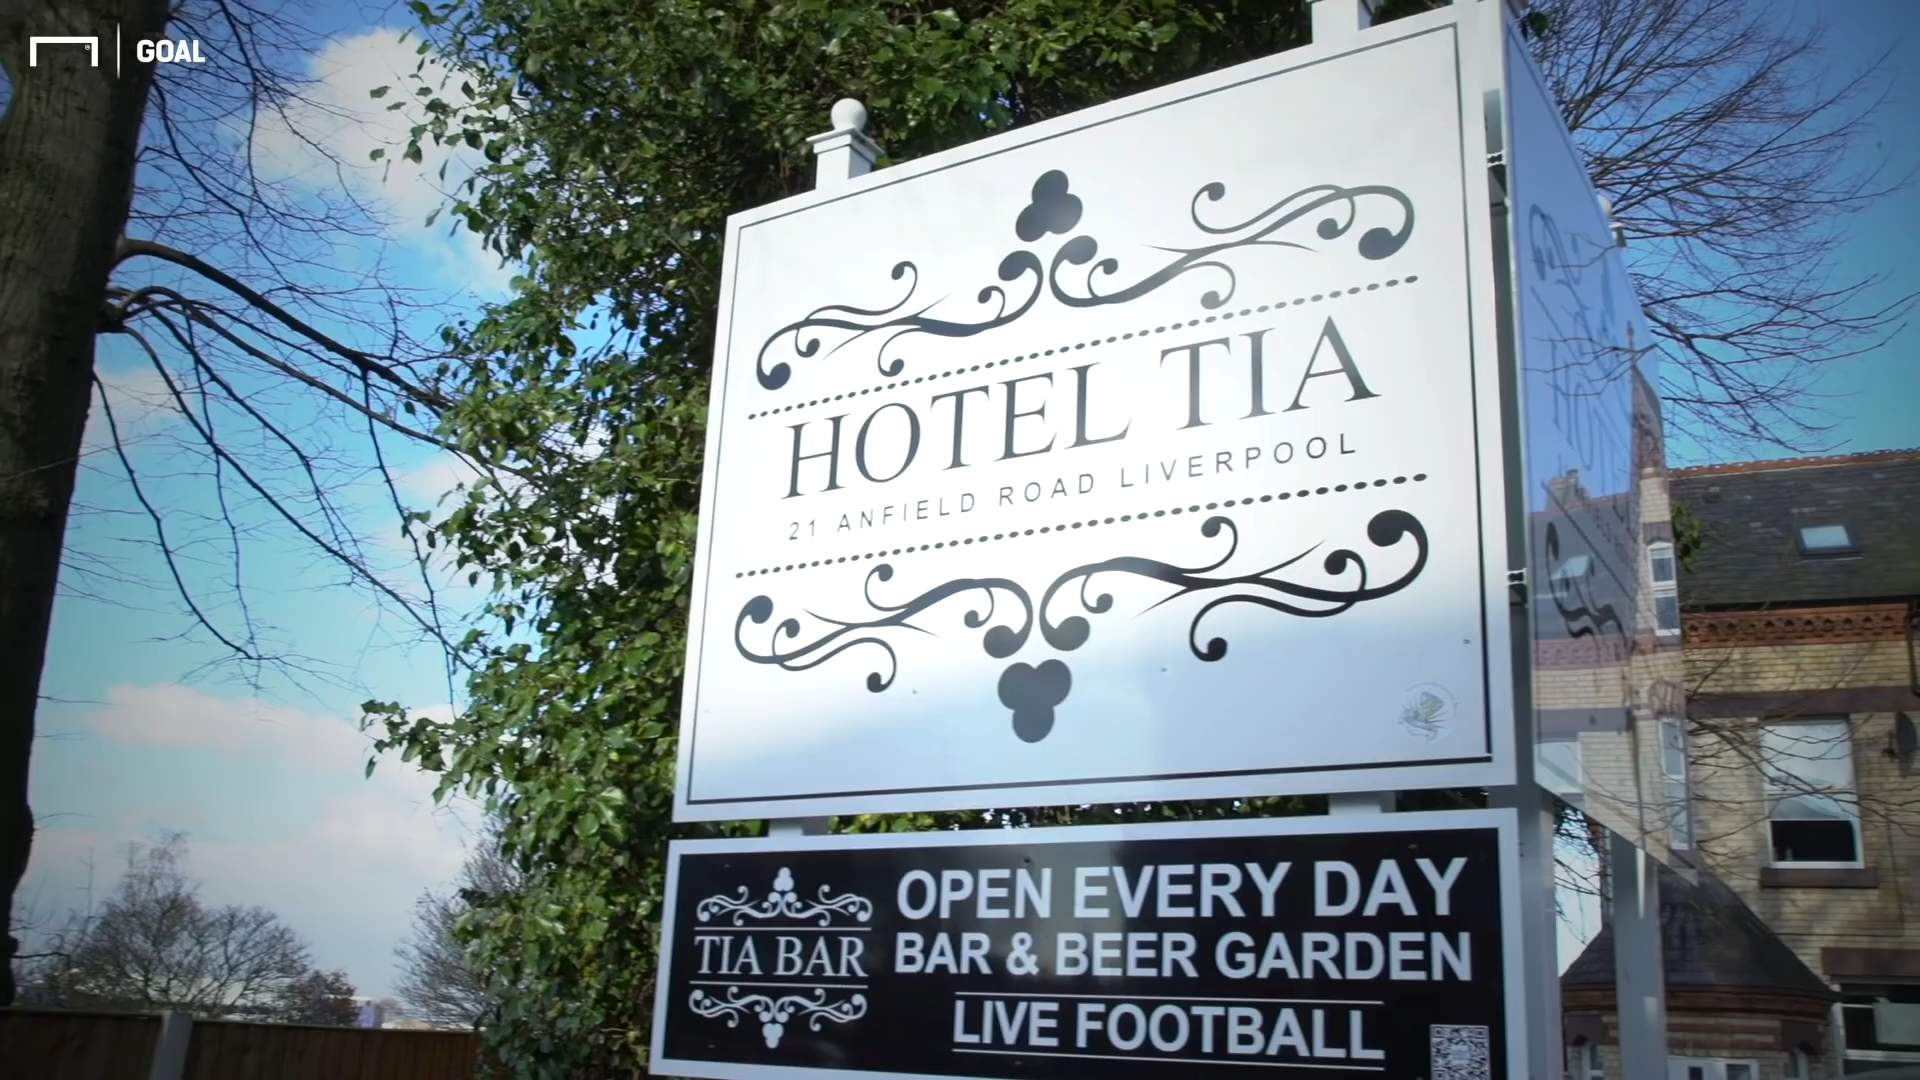 GOAL
HOTEL TIA
21 ANFIELD ROAD LIVERPOOL
TIA BAR
OPEN EVERY DAY
BAR & BEER GARDEN
LIVE FOOTBALL